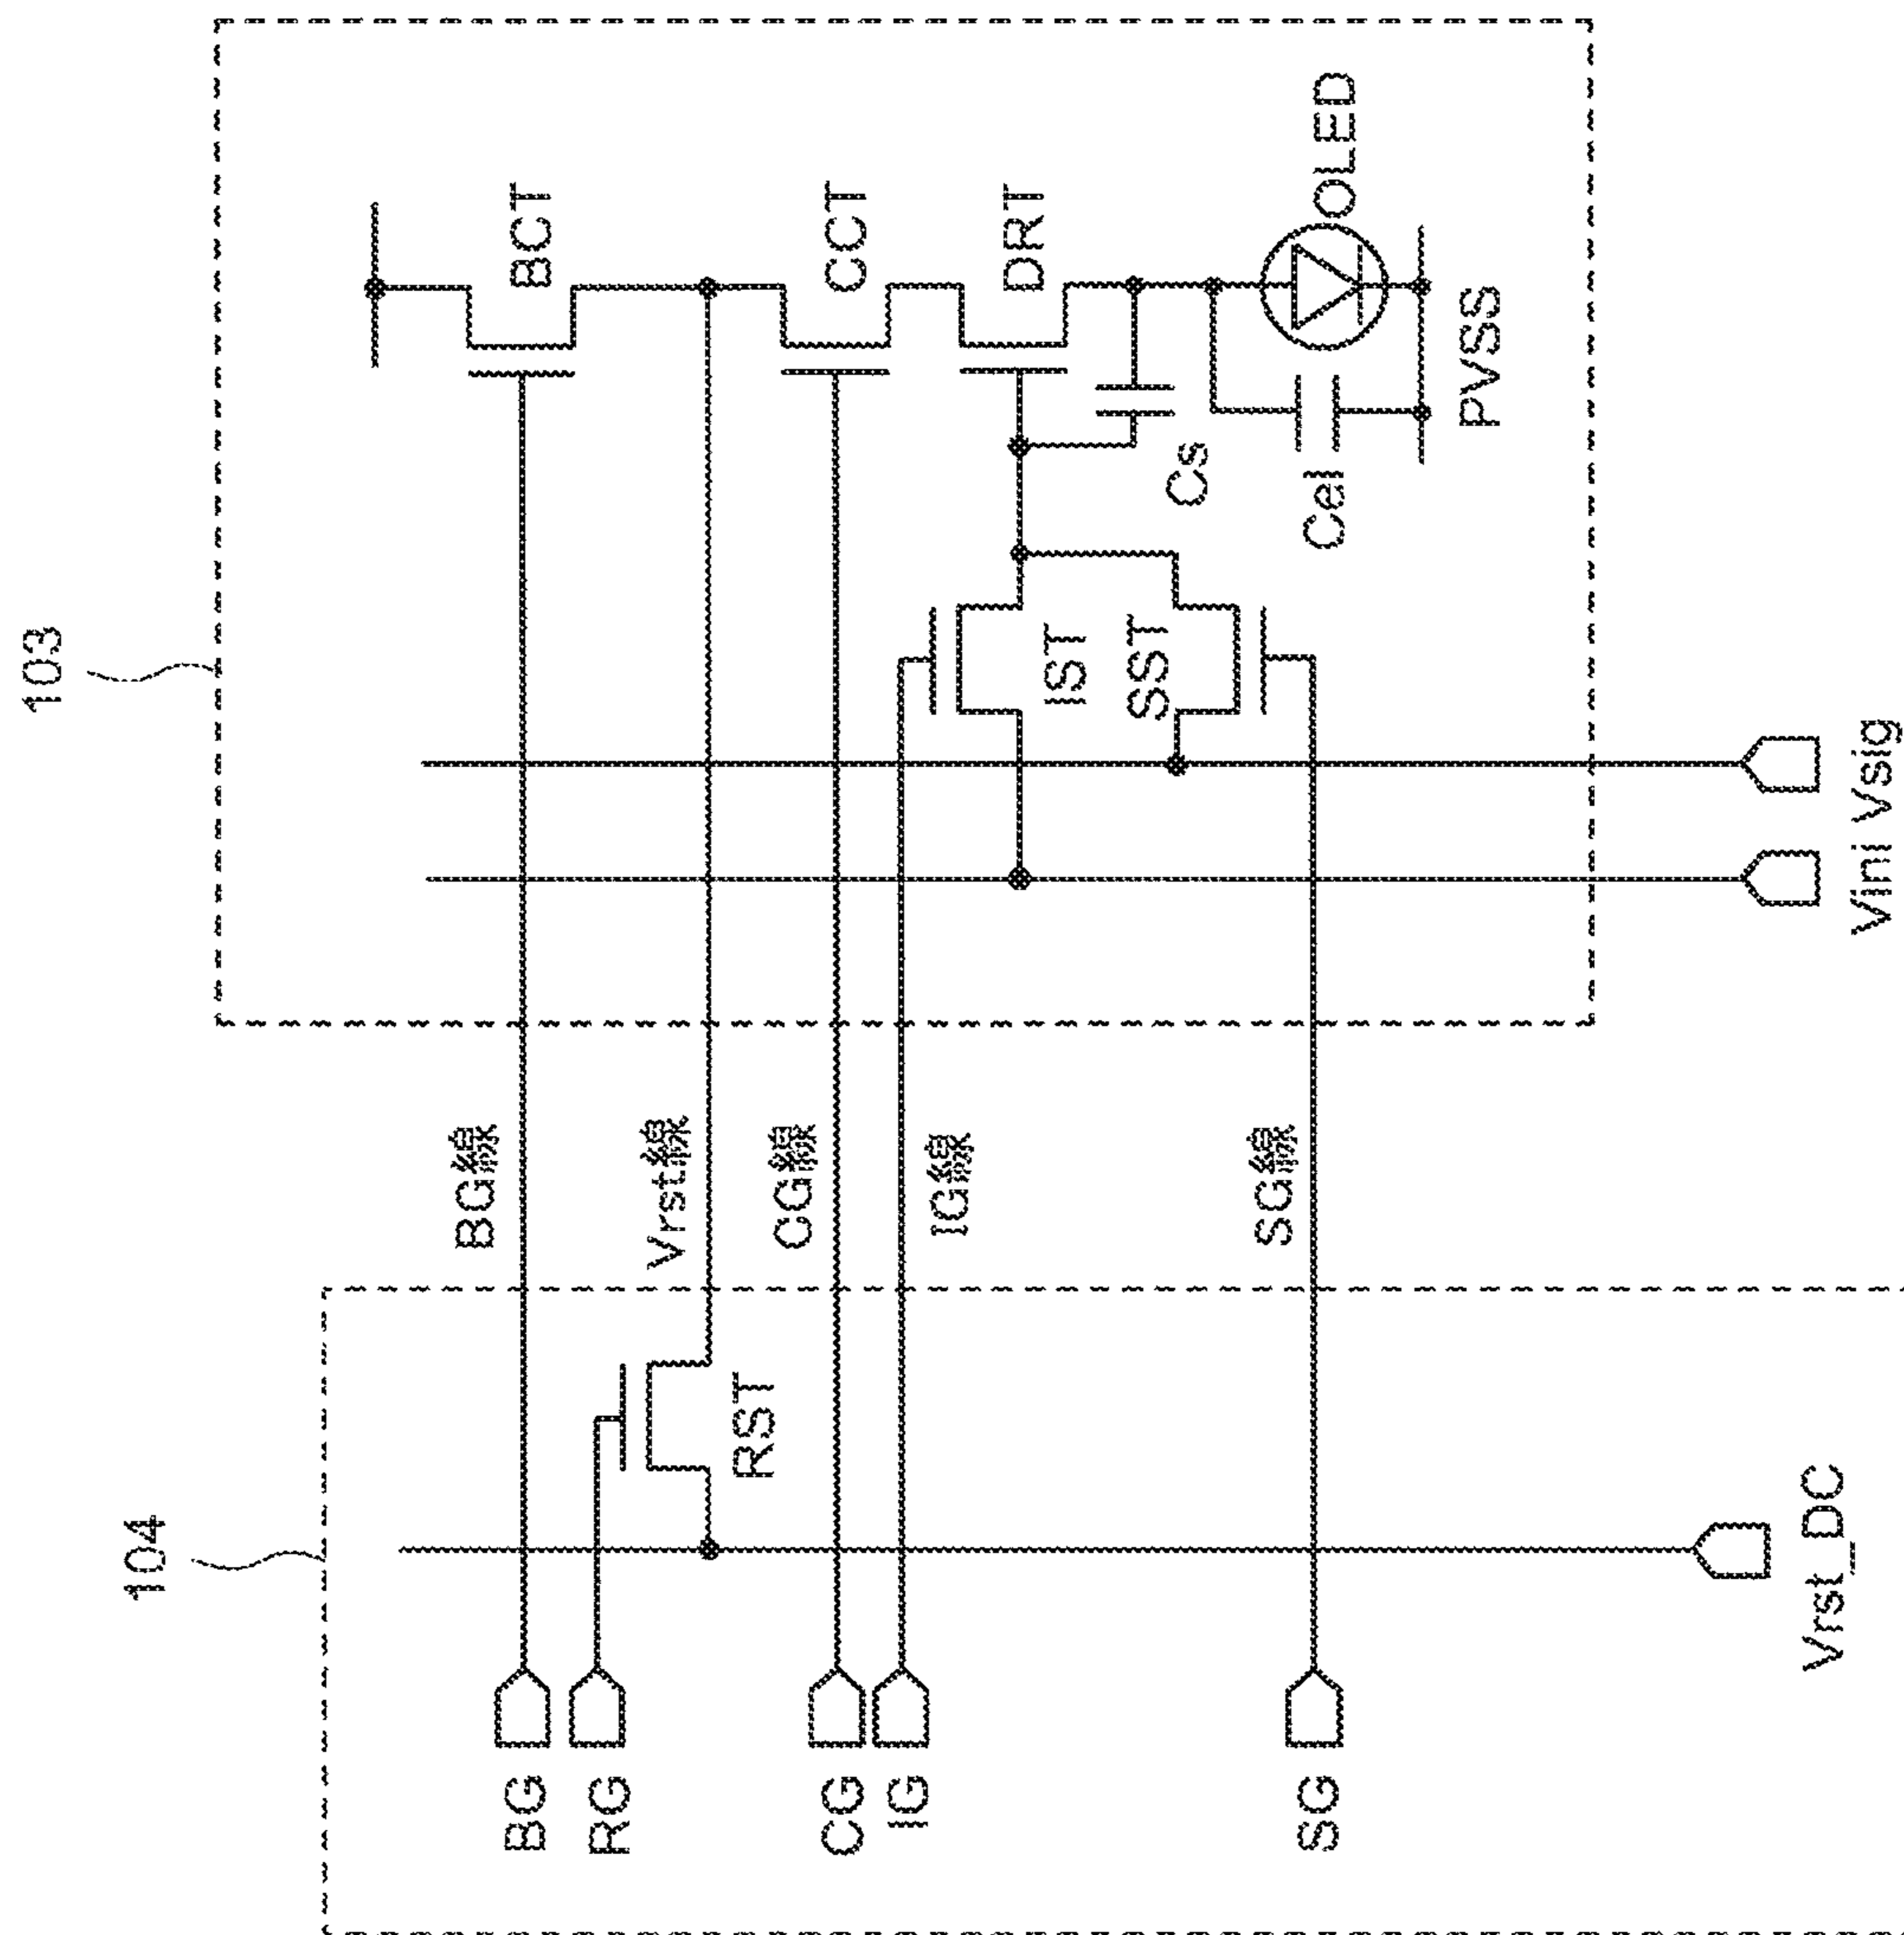 103
104
BCT
CCT
DRT
OLED
PVSS
Cs
Cel
IST
SST
Vini Vsig
BG線
Vrst線
CG線
IG線
SG線
RST
BG
RG
CG
IG
SG
Vrst_DC